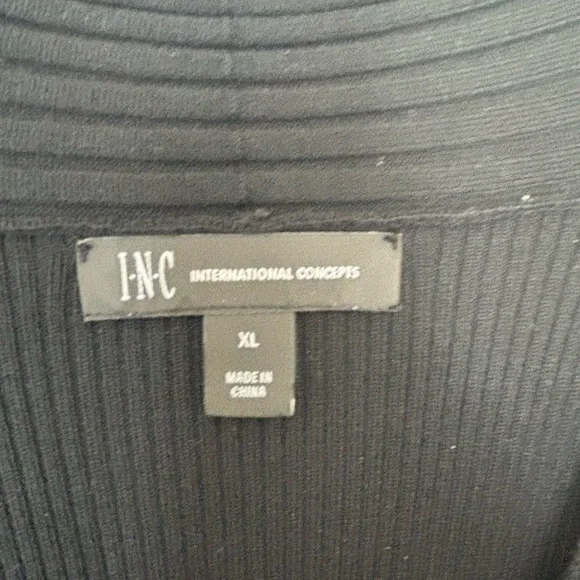 I·N·C INTERNATIONAL CONCEPTS
XL
MADE IN
CHINA